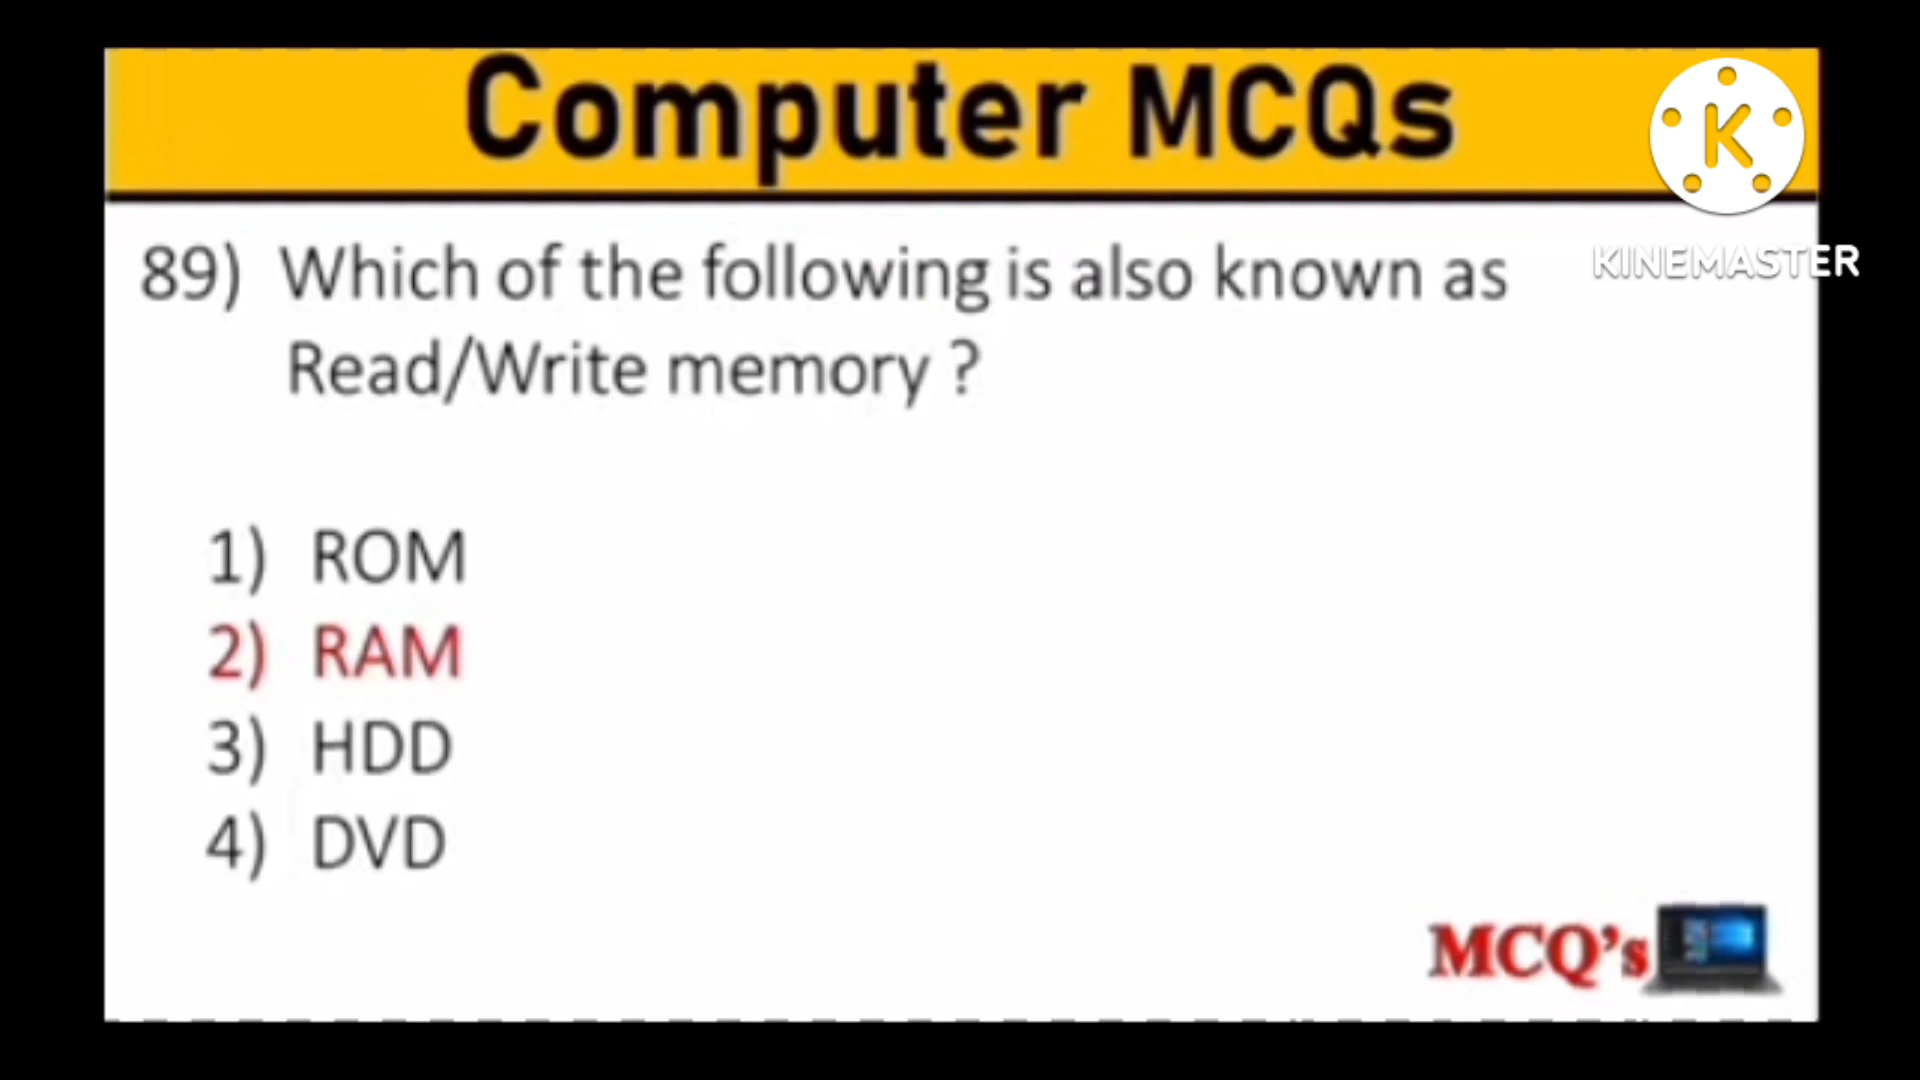 Computer MCQs
K
KINEMASTER
89) Which of the following is also known as
Read/Write memory ?
1) ROM
2) RAM
3) HDD
4) DVD
MCQ's